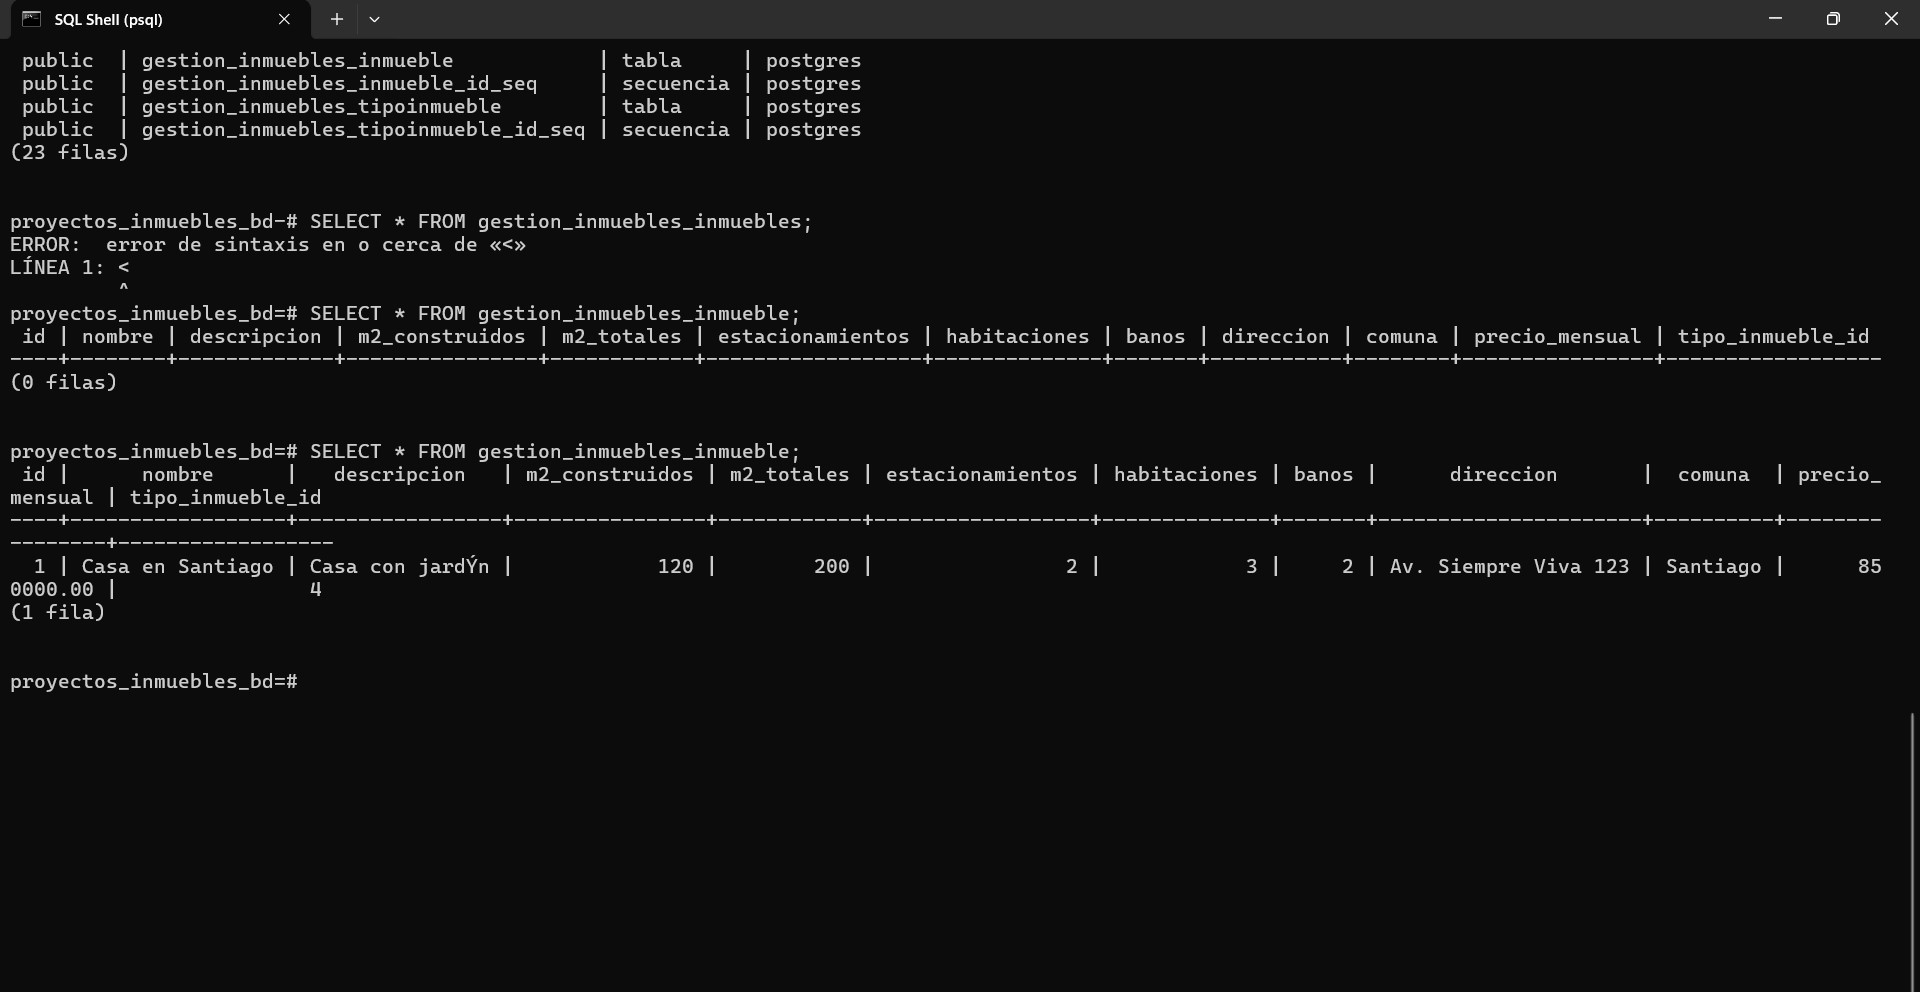 SQL Shell (psql)
public | gestion_inmuebles_inmueble | tabla | postgres
public | gestion_inmuebles_inmueble_id_seq | secuencia | postgres
public | gestion_inmuebles_tipoinmueble | tabla | postgres
public | gestion_inmuebles_tipoinmueble_id_seq | secuencia | postgres
(23 filas)
proyectos_inmuebles_bd-# SELECT * FROM gestion_inmuebles_inmuebles;
ERROR:  error de sintaxis en o cerca de «<»
LÍNEA 1: <
^
proyectos_inmuebles_bd=# SELECT * FROM gestion_inmuebles_inmueble;
id | nombre | descripcion | m2_construidos | m2_totales | estacionamientos | habitaciones | banos | direccion | comuna | precio_mensual | tipo_inmueble_id
----+--------+-------------+----------------+------------+------------------+--------------+-------+-----------+--------+----------------+------------------
(0 filas)
proyectos_inmuebles_bd=# SELECT * FROM gestion_inmuebles_inmueble;
id | nombre | descripcion | m2_construidos | m2_totales | estacionamientos | habitaciones | banos | direccion | comuna | precio_
mensual | tipo_inmueble_id
----+------------------+-----------------+----------------+------------+------------------+--------------+-------+----------------------+----------+--------
--------+------------------
1 | Casa en Santiago | Casa con jardÝn | 120 | 200 | 2 | 3 | 2 | Av. Siempre Viva 123 | Santiago | 85
0000.00 | 4
(1 fila)
proyectos_inmuebles_bd=#